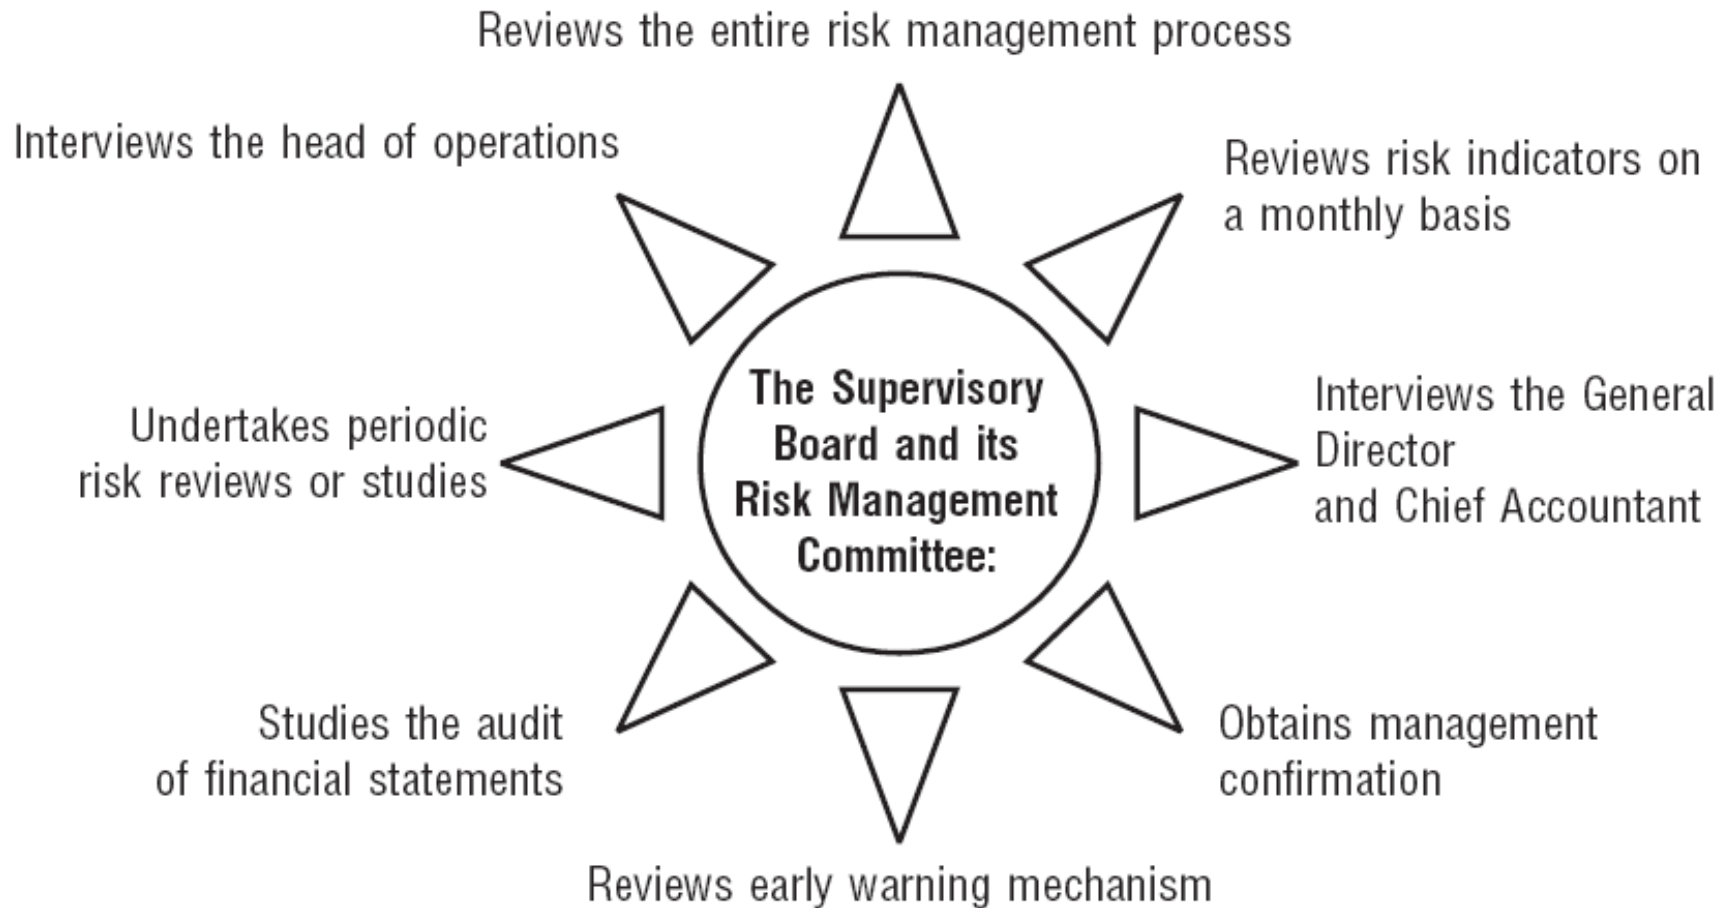 Reviews the entire risk management process
Interviews the head of operations
Reviews risk indicators on
a monthly basis
The Supervisory
Board and its
Risk Management
Committee:
Interviews the General
Director
and Chief Accountant
Undertakes periodic
risk reviews or studies
Studies the audit
of financial statements
Obtains management
confirmation
Reviews early warning mechanism